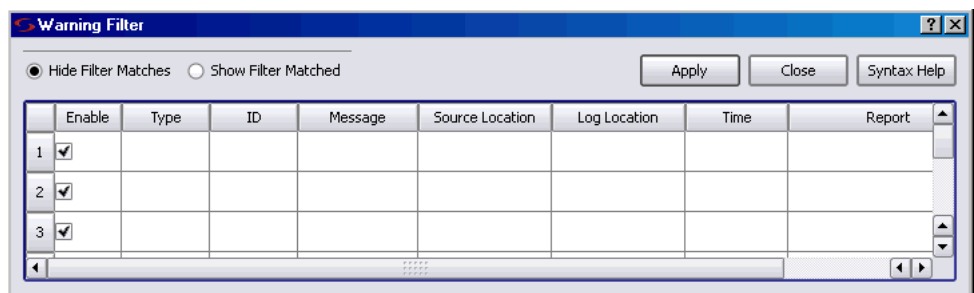 Warning Filter
Hide Filter Matches Show Filter Matched Apply Close Syntax Help
Enable Type ID Message Source Location Log Location Time Report
1
2
3